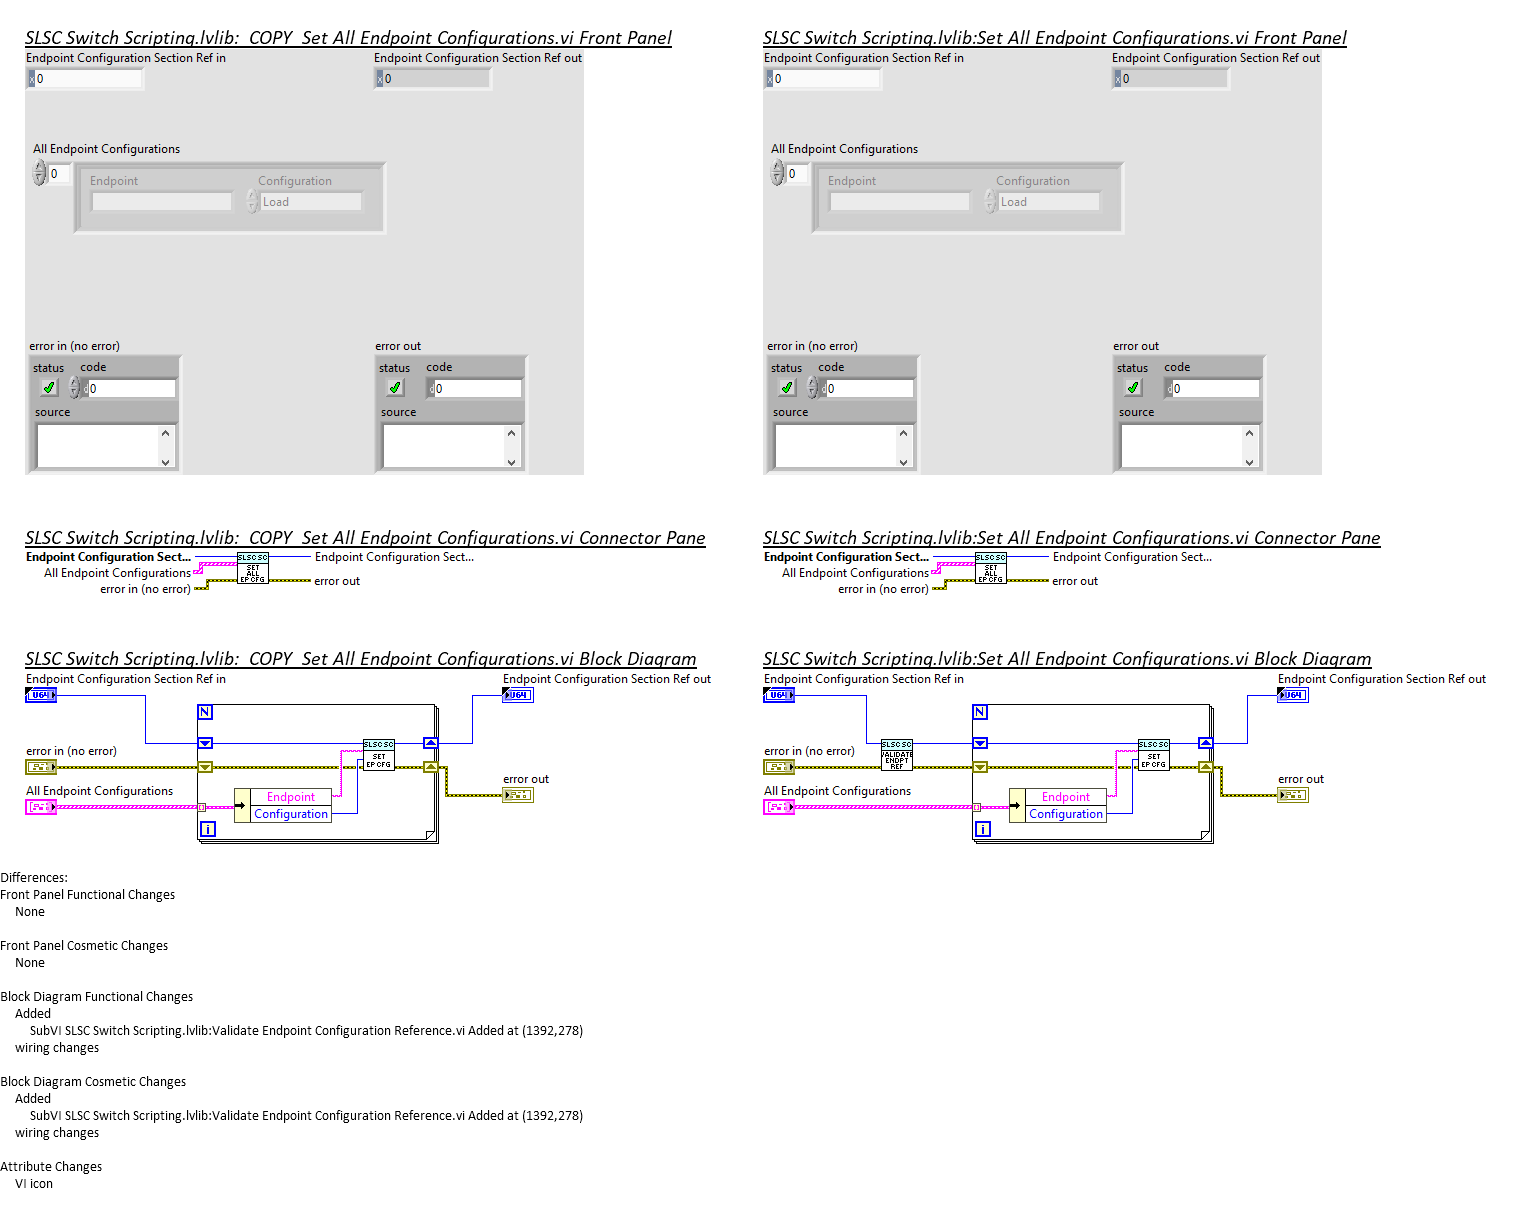 SLSC Switch Scripting.lvlib:  COPY  Set All Endpoint Configurations.vi Front Panel
Endpoint Configuration Section Ref in
Endpoint Configuration Section Ref out
x 0
x 0
All Endpoint Configurations
0
Endpoint
Configuration
Load
error in (no error)
error out
status
code
status
code
d 0
d 0
source
source
SLSC Switch Scripting.lvlib:Set All Endpoint Configurations.vi Front Panel
Endpoint Configuration Section Ref in
Endpoint Configuration Section Ref out
x 0
x 0
All Endpoint Configurations
0
Endpoint
Configuration
Load
error in (no error)
error out
status
code
status
code
d 0
d 0
source
source
SLSC Switch Scripting.lvlib:  COPY  Set All Endpoint Configurations.vi Connector Pane
Endpoint Configuration Sect...
All Endpoint Configurations
error in (no error)
SLSC SC
SET
ALL
EP CFG
Endpoint Configuration Sect...
error out
SLSC Switch Scripting.lvlib:Set All Endpoint Configurations.vi Connector Pane
Endpoint Configuration Sect...
All Endpoint Configurations
error in (no error)
SLSC SC
SET
ALL
EP CFG
Endpoint Configuration Sect...
error out
SLSC Switch Scripting.lvlib:  COPY  Set All Endpoint Configurations.vi Block Diagram
Endpoint Configuration Section Ref in
U64
Endpoint Configuration Section Ref out
U64
N
error in (no error)
SLSC SC
SET
EP CFG
error out
All Endpoint Configurations
Endpoint
Configuration
i
SLSC Switch Scripting.lvlib:Set All Endpoint Configurations.vi Block Diagram
Endpoint Configuration Section Ref in
U64
Endpoint Configuration Section Ref out
U64
N
error in (no error)
SLSC SC
VALIDATE
ENDPT
REF
SLSC SC
SET
EP CFG
error out
All Endpoint Configurations
Endpoint
Configuration
i
Differences:
Front Panel Functional Changes
None
Front Panel Cosmetic Changes
None
Block Diagram Functional Changes
Added
SubVI SLSC Switch Scripting.lvlib:Validate Endpoint Configuration Reference.vi Added at (1392,278)
wiring changes
Block Diagram Cosmetic Changes
Added
SubVI SLSC Switch Scripting.lvlib:Validate Endpoint Configuration Reference.vi Added at (1392,278)
wiring changes
Attribute Changes
VI icon